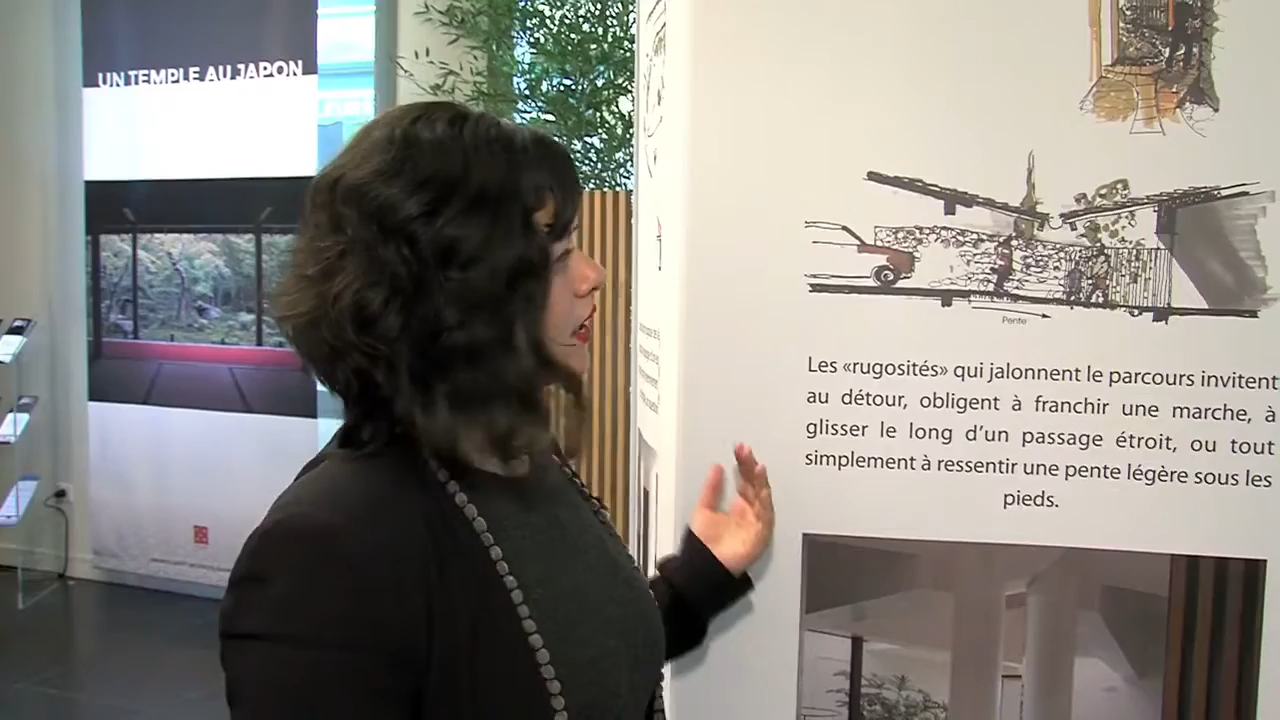 UN TEMPLE AU JAPON
Pente
Les «rugosités» qui jalonnent le parcours invitent
au détour, obligent à franchir une marche, à
glisser le long d'un passage étroit, ou tout
simplement à ressentir une pente légère sous les
pieds.